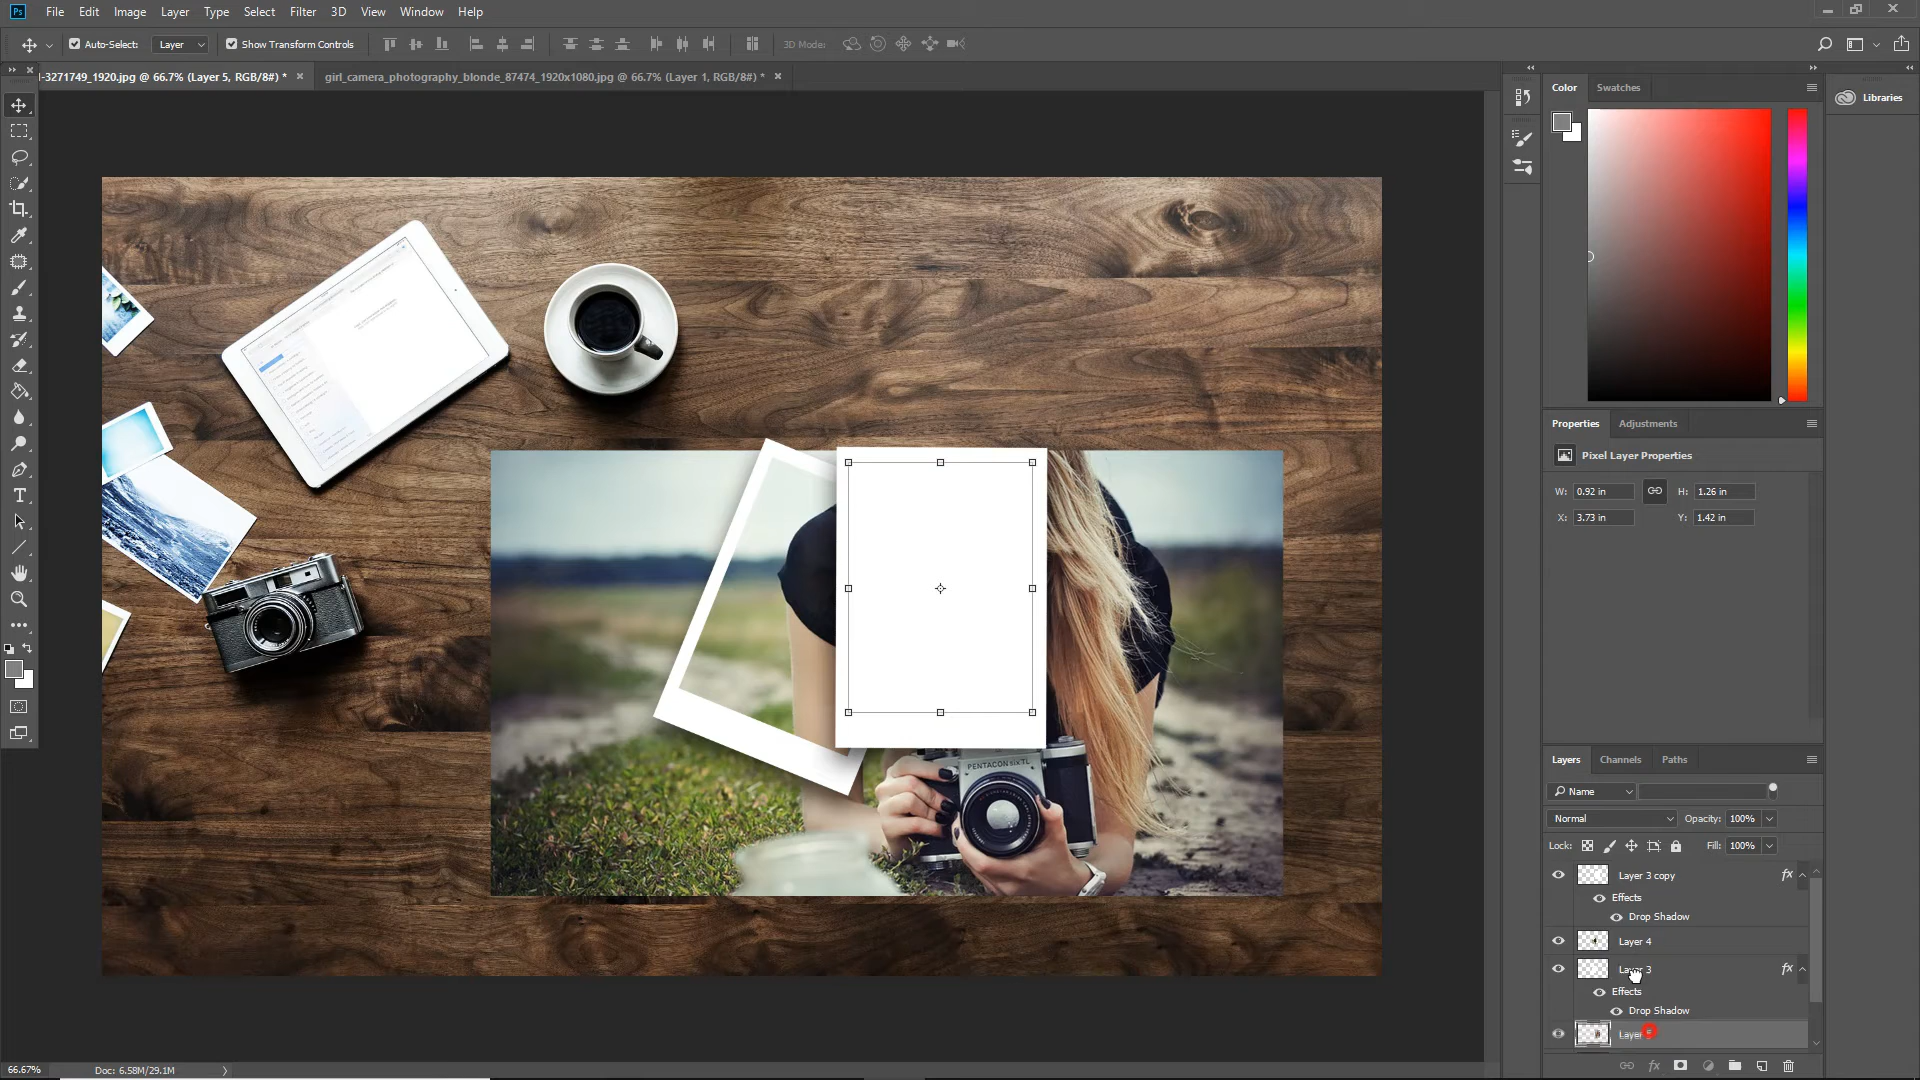 Ps File Edit Image Layer Type Select Filter 3D View Window Help
Auto-Select: Layer Show Transform Controls 3D Mode:
-3271749_1920.jpg @ 66.7% (Layer 5, RGB/8#) * × girl_camera_photography_blonde_87474_1920x1080.jpg @ 66.7% (Layer 1, RGB/8#) * ×
Color Swatches
Libraries
Properties Adjustments
Pixel Layer Properties
W: 0.92 in H: 1.26 in
X: 3.73 in Y: 1.42 in
PENTACON six TL
Layers Channels Paths
Name
Normal Opacity: 100%
Lock: Fill: 100%
Layer 3 copy fx
Effects
Drop Shadow
Layer 4
Layer 3 fx
Effects
Drop Shadow
Layer
66.67% Doc: 6.58M/29.1M